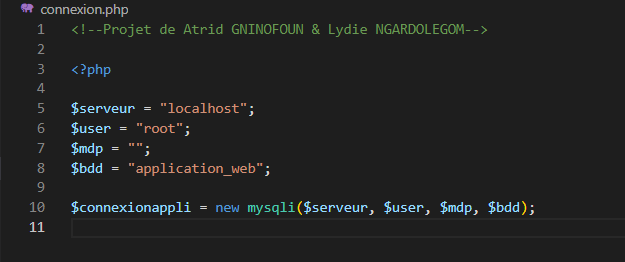 connexion.php
1 <!--Projet de Atrid GNINOFOUN & Lydie NGARDOLEGOM-->
2
3 <?php
4
5 $serveur = "localhost";
6 $user = "root";
7 $mdp = "";
8 $bdd = "application_web";
9
10 $connexionappli = new mysqli($serveur, $user, $mdp, $bdd);
11